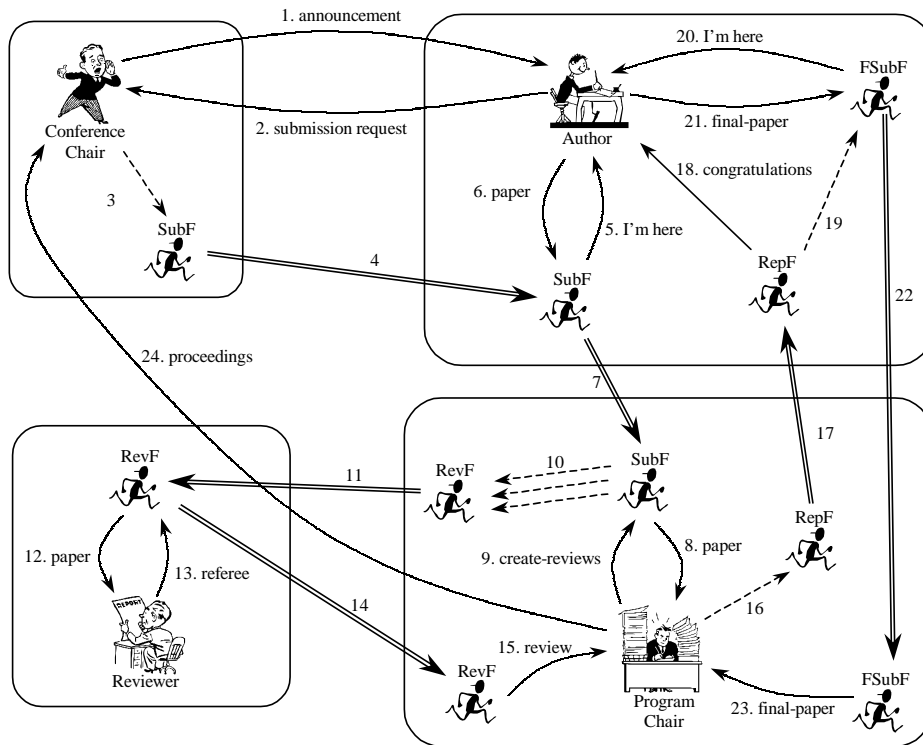 1. announcement
20. I'm here
FSubF
Conference
Chair
2. submission request
Author
21. final-paper
18. congratulations
3
6. paper
19
SubF
5. I'm here
4
SubF
RepF
22
24. proceedings
7
17
RevF
11
RevF
10
SubF
RepF
12. paper
13. referee
9. create-reviews
8. paper
REPORT
14
16
15. review
Reviewer
RevF
Program
Chair
23. final-paper
FSubF